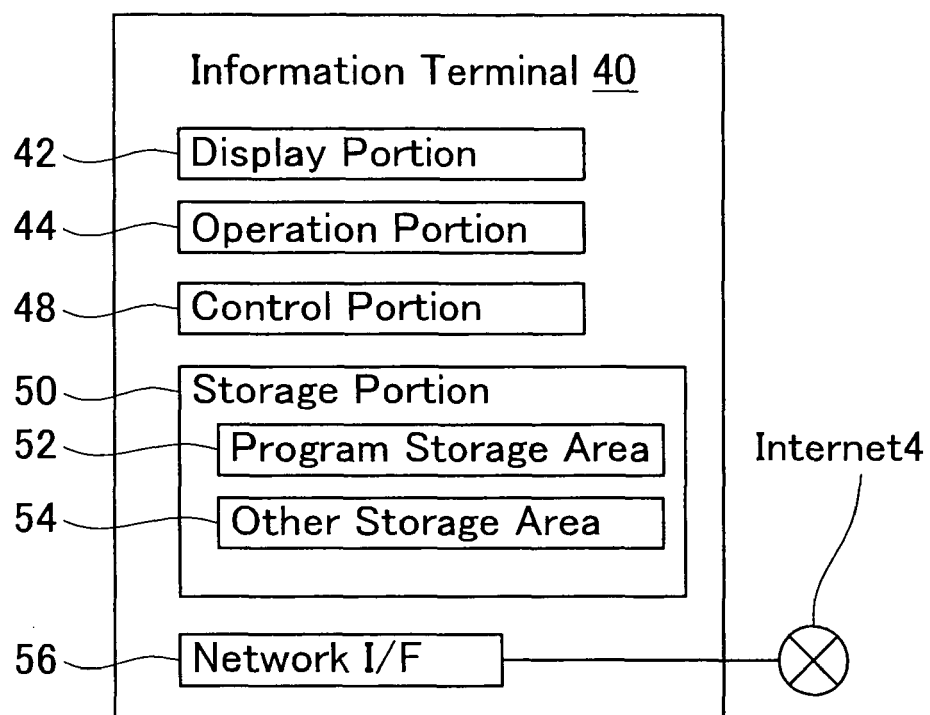 Information Terminal 40
42 Display Portion
44 Operation Portion
48 Control Portion
50 Storage Portion
52 Program Storage Area
Internet4
54 Other Storage Area
56 Network I/F